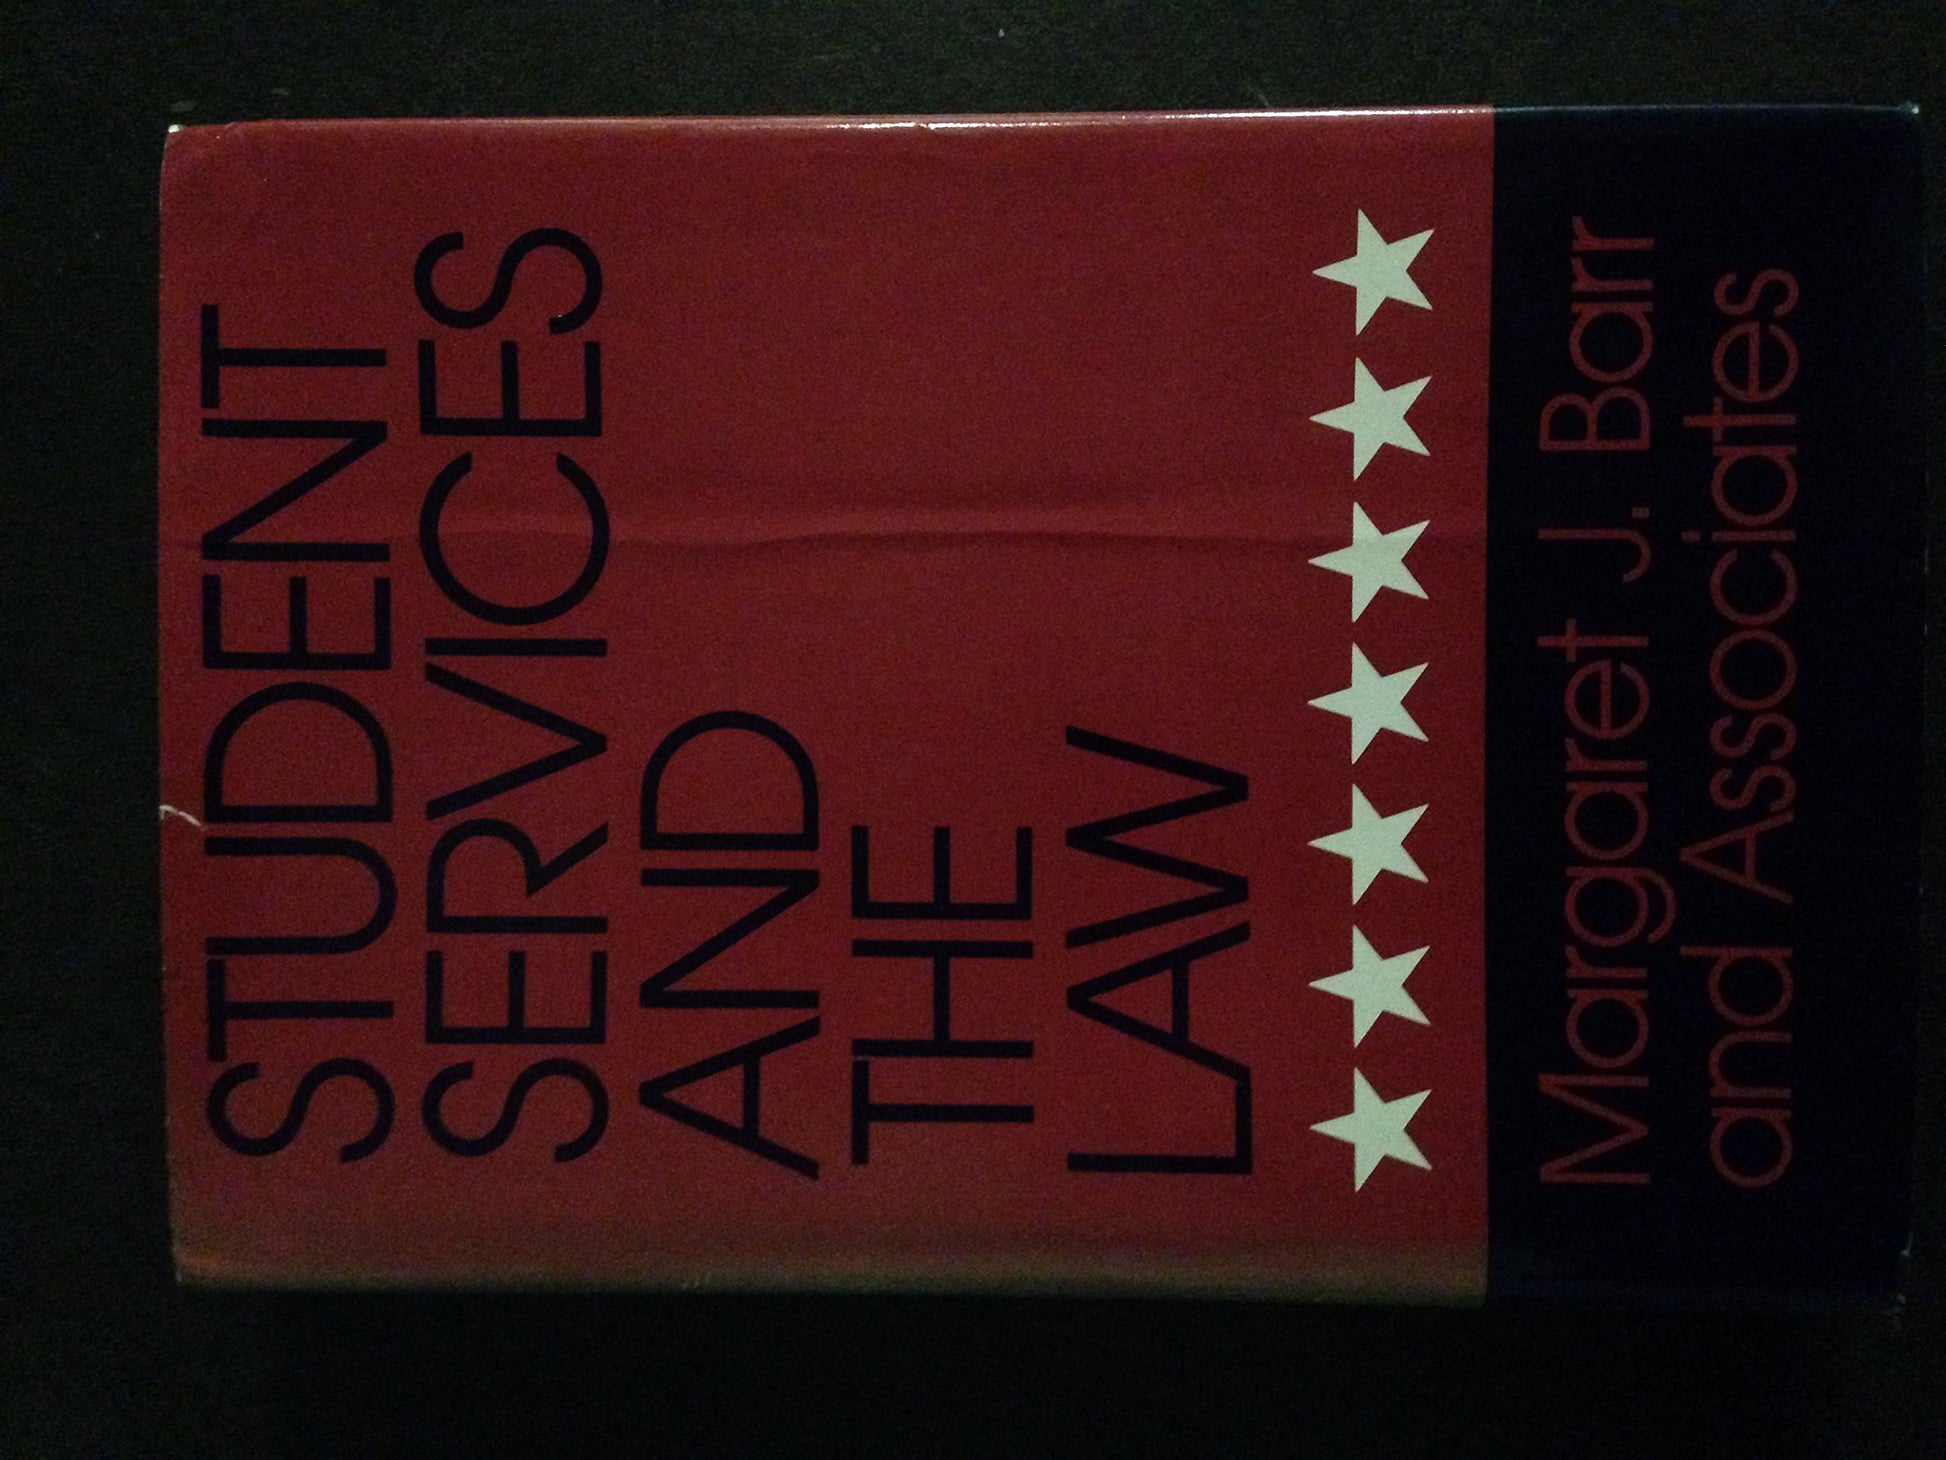 STUDENT
SERVICES
AND
THE
LAW
Margaret J. Barr
and Associates